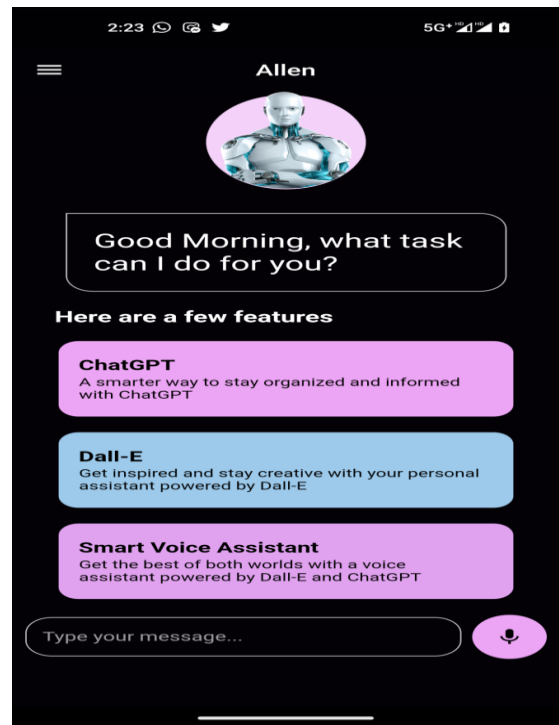 2:23
5G+ HD HD
Allen
Good Morning, what task
can I do for you?
Here are a few features
ChatGPT
A smarter way to stay organized and informed
with ChatGPT
Dall-E
Get inspired and stay creative with your personal
assistant powered by Dall-E
Smart Voice Assistant
Get the best of both worlds with a voice
assistant powered by Dall-E and ChatGPT
Type your message...